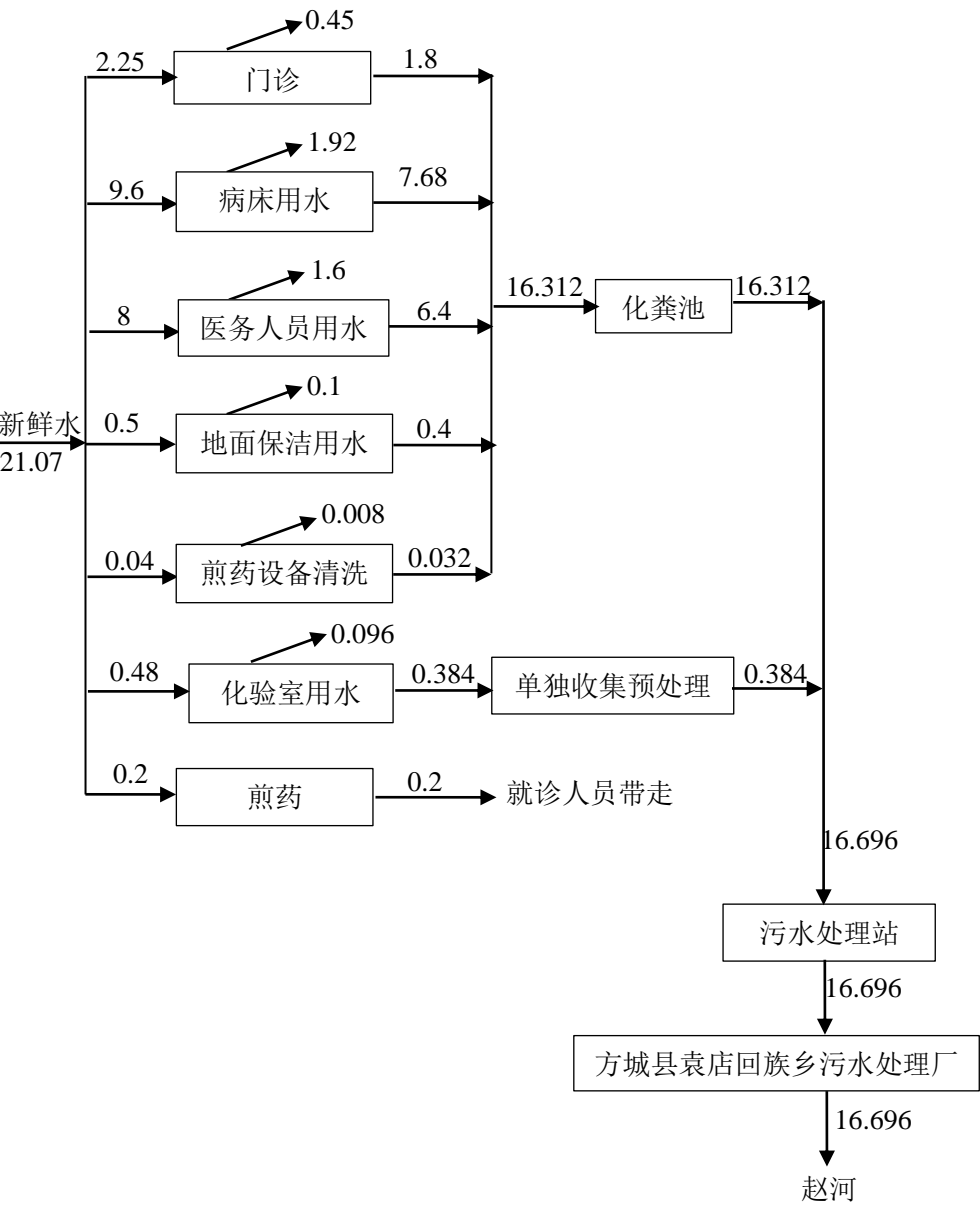 0.45
2.25
门诊
1.8
1.92
9.6
病床用水
7.68
1.6
8
医务人员用水
6.4
16.312
化粪池
16.312
0.1
新鲜水
21.07
0.5
地面保洁用水
0.4
0.008
0.04
煎药设备清洗
0.032
0.096
0.48
化验室用水
0.384
单独收集预处理
0.384
0.2
煎药
0.2
就诊人员带走
16.696
污水处理站
16.696
方城县袁店回族乡污水处理厂
16.696
赵河